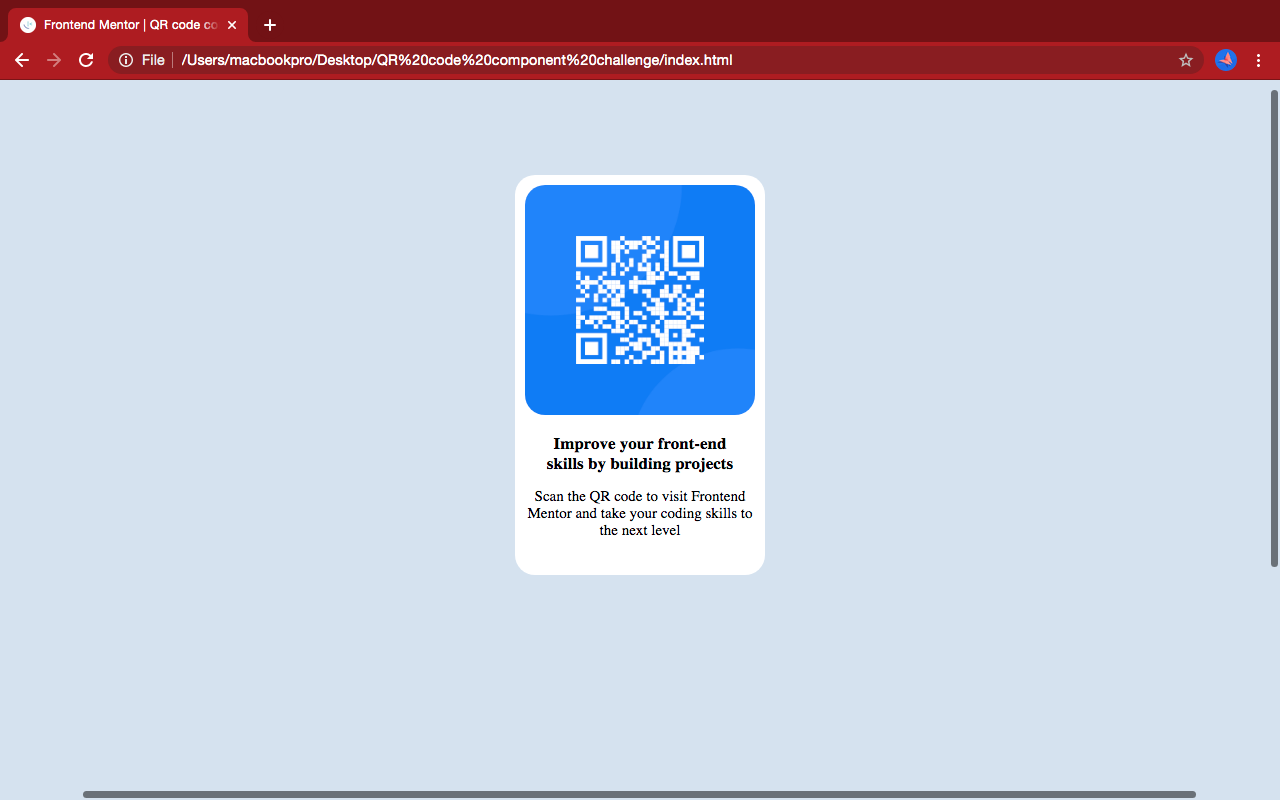 Frontend Mentor | QR code co
File
/Users/macbookpro/Desktop/QR%20code%20component%20challenge/index.html
Improve your front-end
skills by building projects
Scan the QR code to visit Frontend
Mentor and take your coding skills to
the next level